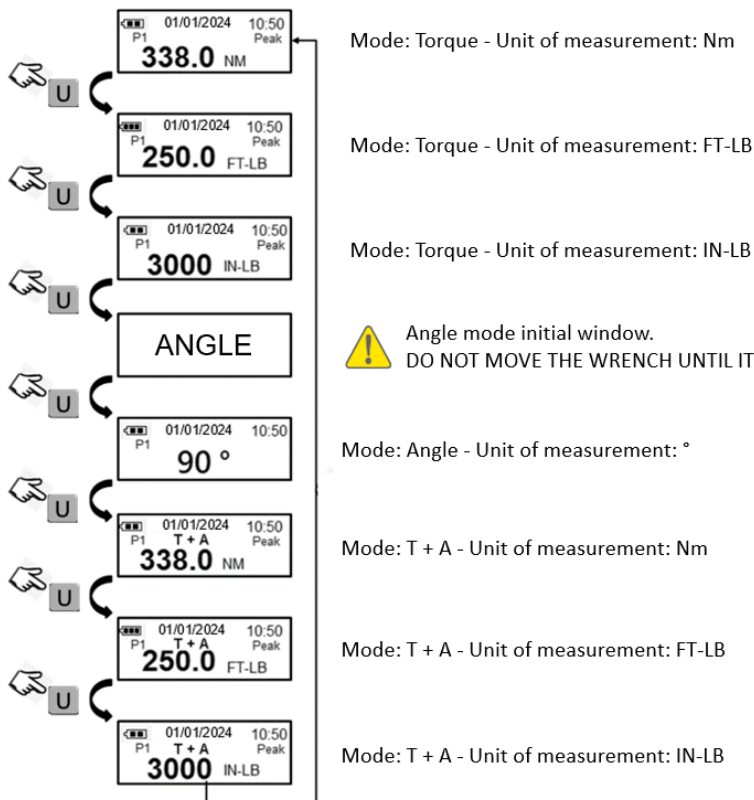 01/01/2024 10:50
P1 Peak
338.0 NM
Mode: Torque - Unit of measurement: Nm
U
01/01/2024 10:50
P1 Peak
250.0 FT-LB
Mode: Torque - Unit of measurement: FT-LB
U
01/01/2024 10:50
P1 Peak
3000 IN-LB
Mode: Torque - Unit of measurement: IN-LB
U
ANGLE
Angle mode initial window.
DO NOT MOVE THE WRENCH UNTIL IT
U
01/01/2024 10:50
P1
90 °
Mode: Angle - Unit of measurement: °
U
01/01/2024 10:50
P1 T + A Peak
338.0 NM
Mode: T + A - Unit of measurement: Nm
U
01/01/2024 10:50
P1 T + A Peak
250.0 FT-LB
Mode: T + A - Unit of measurement: FT-LB
U
01/01/2024 10:50
P1 T + A Peak
3000 IN-LB
Mode: T + A - Unit of measurement: IN-LB